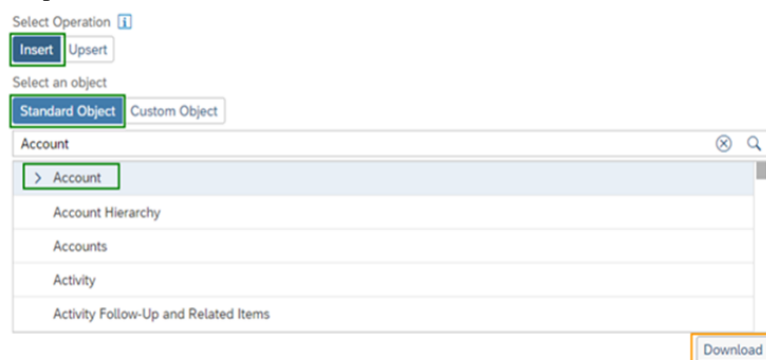 Select Operation i
Insert Upsert
Select an object
Standard Object Custom Object
Account
Account
Account Hierarchy
Accounts
Activity
Activity Follow-Up and Related Items
Download